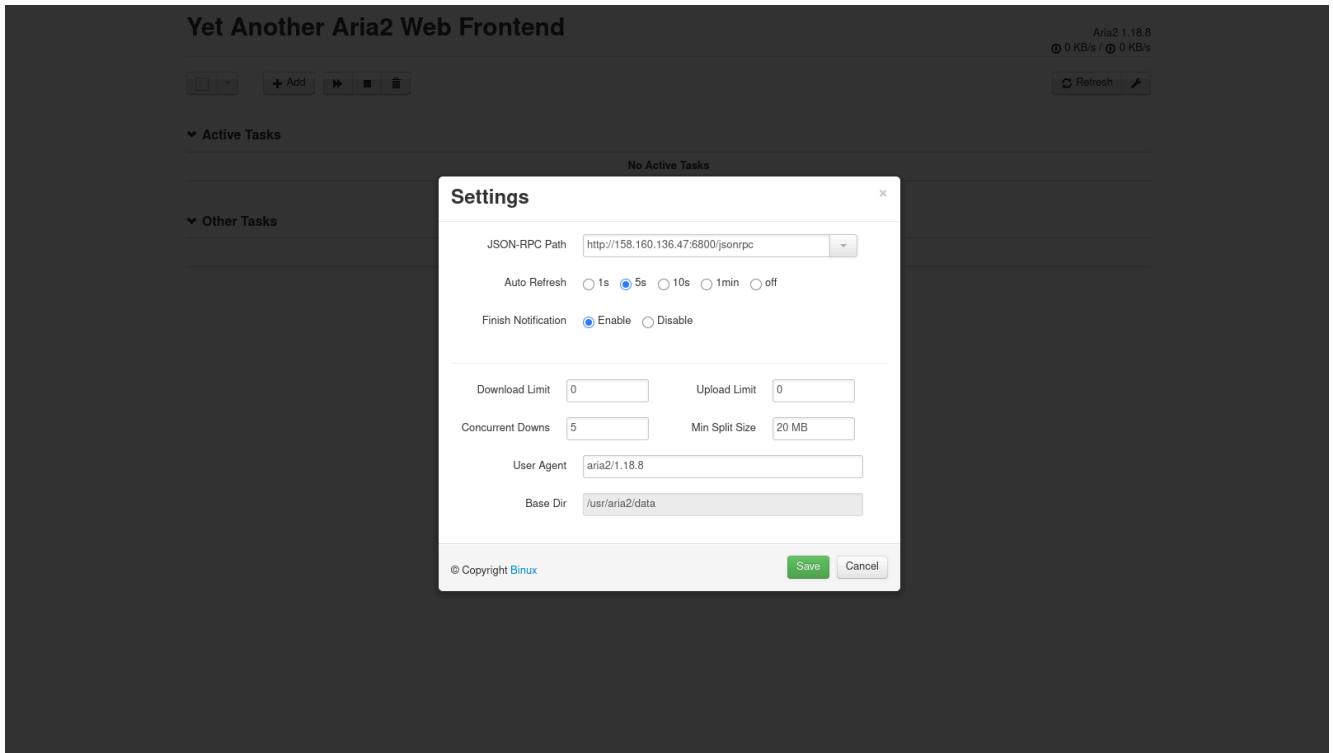 Yet Another Aria2 Web Frontend
Aria2 1.18.8
0 KB/s / 0 KB/s
Add
Refresh
Active Tasks
No Active Tasks
Other Tasks
Settings
×
JSON-RPC Path http://158.160.136.47:6800/jsonrpc
Auto Refresh 1s 5s 10s 1min off
Finish Notification Enable Disable
Download Limit 0 Upload Limit 0
Concurrent Downs 5 Min Split Size 20 MB
User Agent aria2/1.18.8
Base Dir /usr/aria2/data
© Copyright Binux
Save Cancel